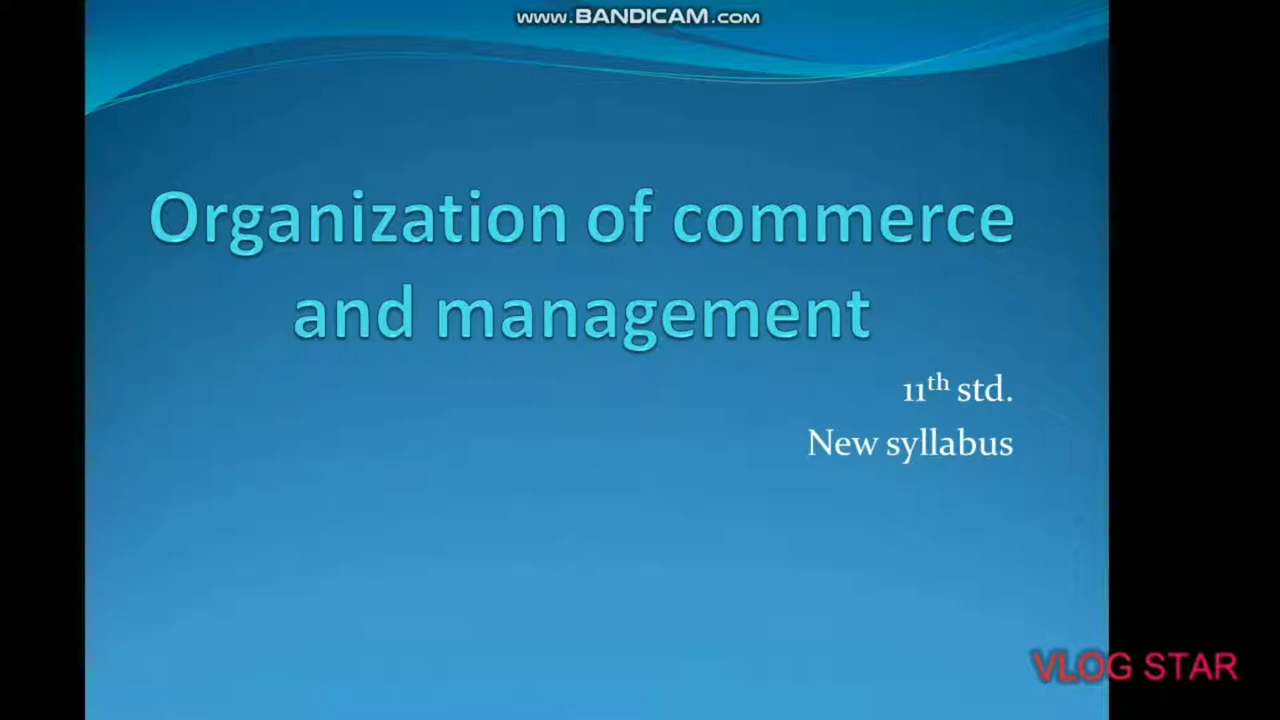 www.BANDICAM.com
Organization of commerce
and management
11th std.
New syllabus
VLOG STAR